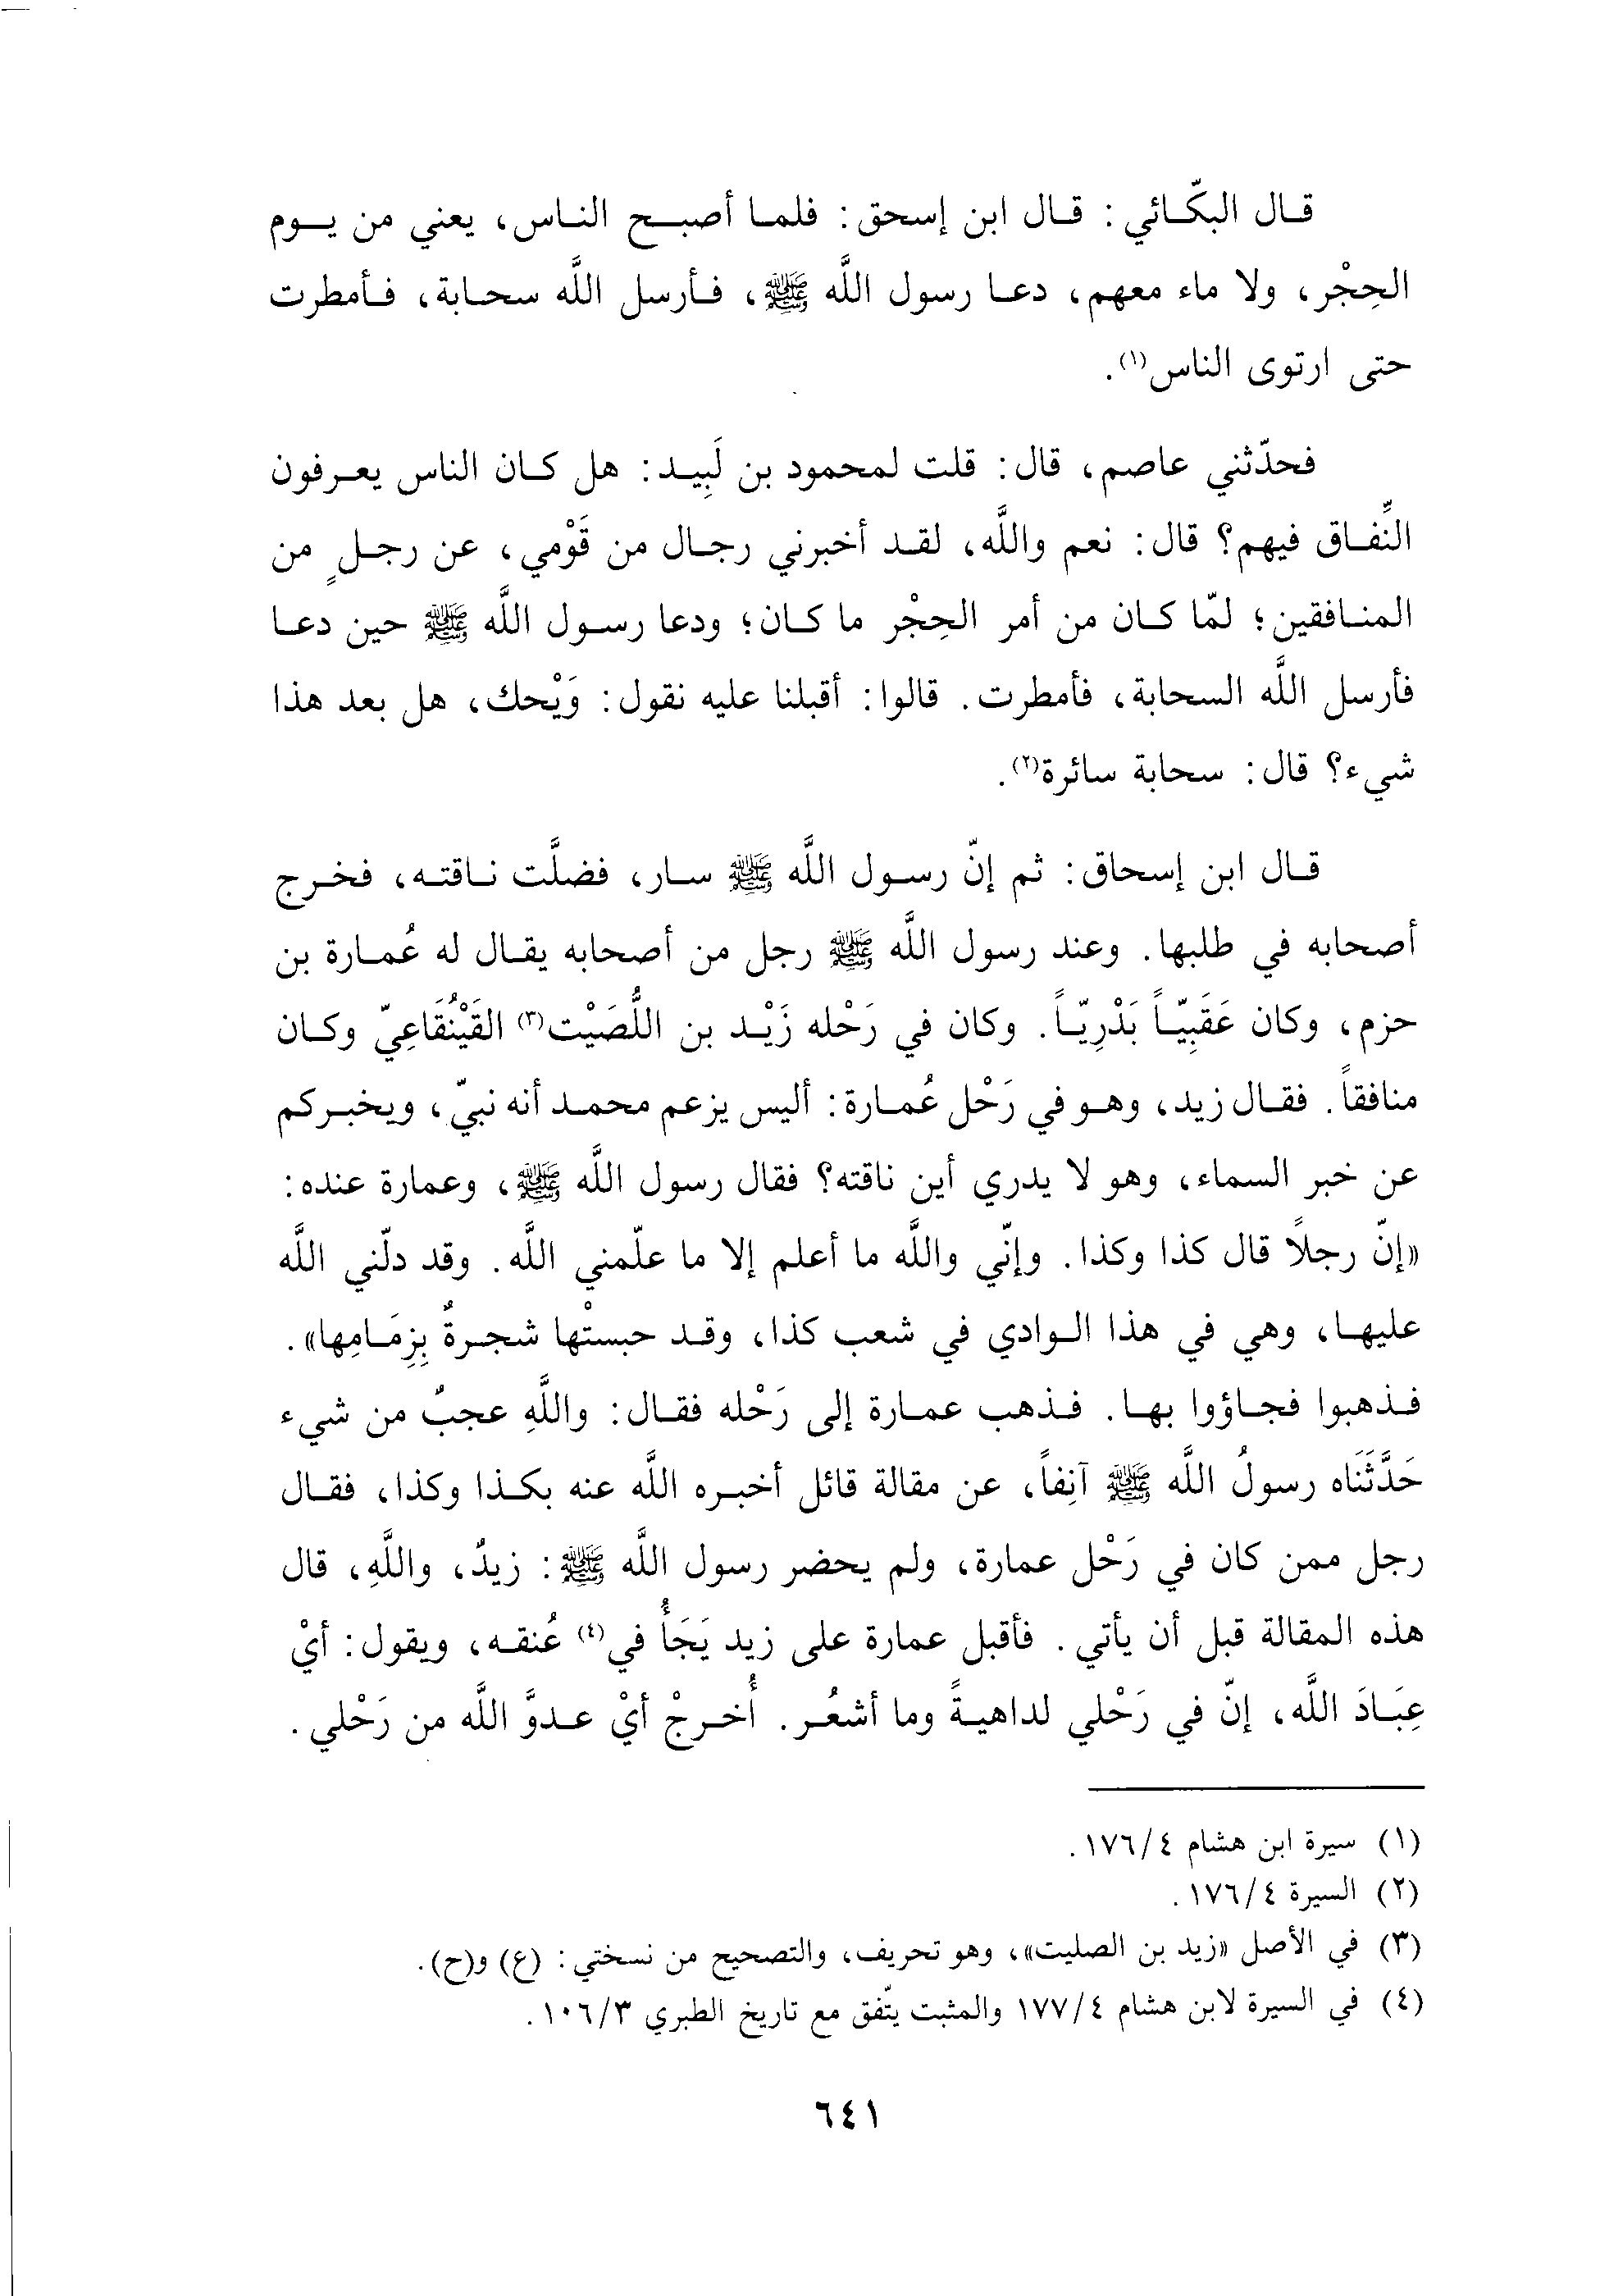 قال البكّائي: قال ابن إسحق: فلما أصبح الناس، يعني من يوم
الحِجْر، ولا ماء معهم، دعا رسول اللَّه ﷺ، فأرسل اللَّه سحابة، فأمطرت
حتى ارتوى الناس(١).
فحدّثني عاصم، قال: قلت لمحمود بن لَبِيد: هل كان الناس يعرفون
النِّفاق فيهم؟ قال: نعم واللَّه، لقد أخبرني رجال من قَوْمي، عن رجلٍ من
المنافقين؛ لمّا كان من أمر الحِجْر ما كان؛ ودعا رسول اللَّه ﷺ حين دعا
فأرسل اللَّه السحابة، فأمطرت. قالوا: أقبلنا عليه نقول: وَيْحك، هل بعد هذا
شيء؟ قال: سحابة سائرة(٢).
قال ابن إسحاق: ثم إنّ رسول اللَّه ﷺ سار، فضلَّت ناقته، فخرج
أصحابه في طلبها. وعند رسول اللَّه ﷺ رجل من أصحابه يقال له عُمارة بن
حزم، وكان عَقَبِيّاً بَدْرِيّاً. وكان في رَحْله زَيْد بن اللُّصَيْت(٣) القَيْنُقَاعِيّ وكان
منافقاً. فقال زيد، وهو في رَحْل عُمارة: أليس يزعم محمد أنه نبيّ، ويخبركم
عن خبر السماء، وهو لا يدري أين ناقته؟ فقال رسول اللَّه ﷺ، وعمارة عنده:
«إنّ رجلاً قال كذا وكذا. وإنّي واللَّه ما أعلم إلا ما علّمني اللَّه. وقد دلّني اللَّه
عليها، وهي في هذا الوادي في شعب كذا، وقد حبستْها شجرةٌ بِزِمَامِها».
فذهبوا فجاؤوا بها. فذهب عمارة إلى رَحْله فقال: واللَّهِ عجبٌ من شيء
حَدَّثَنَاه رسولُ اللَّه ﷺ آنِفاً، عن مقالة قائل أخبره اللَّه عنه بكذا وكذا، فقال
رجل ممن كان في رَحْل عمارة، ولم يحضر رسول اللَّه ﷺ: زيدٌ، واللَّهِ، قال
هذه المقالة قبل أن يأتي. فأقبل عمارة على زيد يَجَأُ في(٤) عُنقه، ويقول: أيْ
عِبَادَ اللَّه، إنّ في رَحْلي لداهيةً وما أشعُر. أُخرجْ أيْ عدوَّ اللَّه من رَحْلي.
(١) سيرة ابن هشام ٤/١٧٦.
(٢) السيرة ٤/١٧٦.
(٣) في الأصل «زيد بن الصليت»، وهو تحريف، والتصحيح من نسختي: (ع) و(ح).
(٤) في السيرة لابن هشام ٤/١٧٧ والمثبت يتّفق مع تاريخ الطبري ٣/١٠٦.
٦٤١